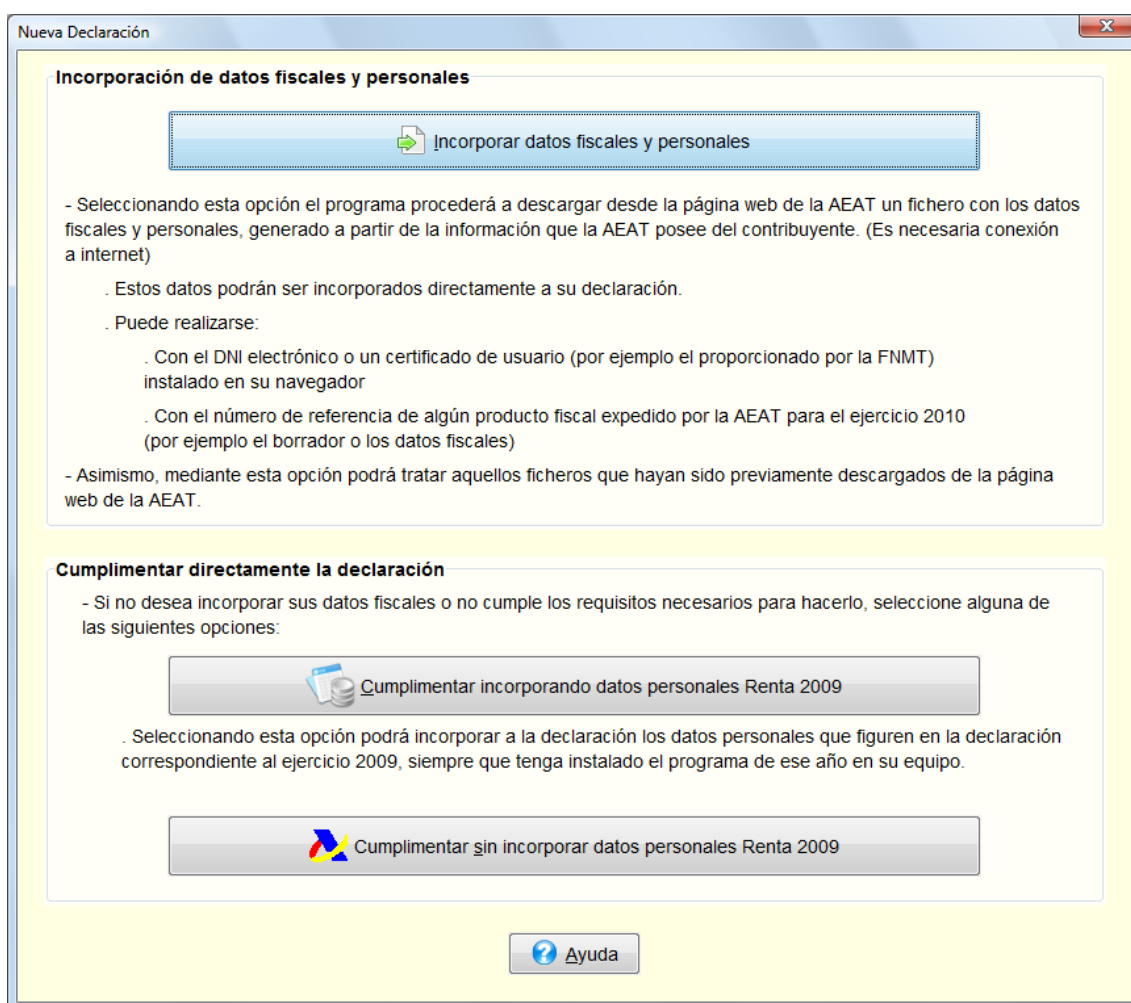 Nueva Declaración
Incorporación de datos fiscales y personales
Incorporar datos fiscales y personales
- Seleccionando esta opción el programa procederá a descargar desde la página web de la AEAT un fichero con los datos
fiscales y personales, generado a partir de la información que la AEAT posee del contribuyente. (Es necesaria conexión
a internet)
. Estos datos podrán ser incorporados directamente a su declaración.
. Puede realizarse:
. Con el DNI electrónico o un certificado de usuario (por ejemplo el proporcionado por la FNMT)
instalado en su navegador
. Con el número de referencia de algún producto fiscal expedido por la AEAT para el ejercicio 2010
(por ejemplo el borrador o los datos fiscales)
- Asimismo, mediante esta opción podrá tratar aquellos ficheros que hayan sido previamente descargados de la página
web de la AEAT.
Cumplimentar directamente la declaración
- Si no desea incorporar sus datos fiscales o no cumple los requisitos necesarios para hacerlo, seleccione alguna de
las siguientes opciones:
Cumplimentar incorporando datos personales Renta 2009
. Seleccionando esta opción podrá incorporar a la declaración los datos personales que figuren en la declaración
correspondiente al ejercicio 2009, siempre que tenga instalado el programa de ese año en su equipo.
Cumplimentar sin incorporar datos personales Renta 2009
Ayuda